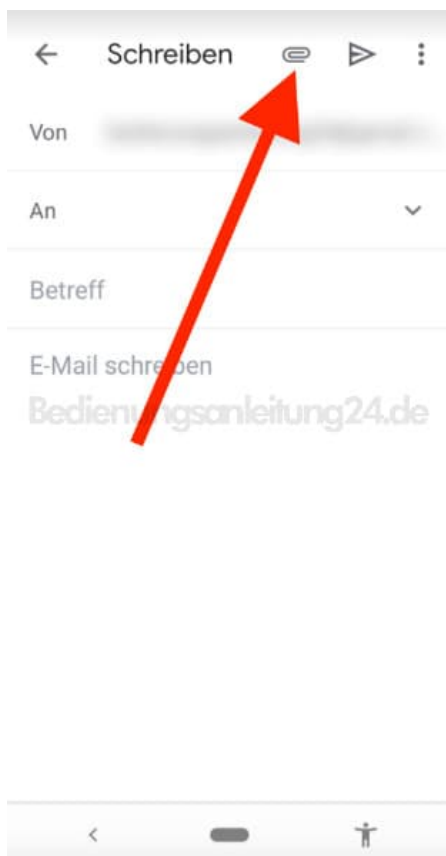 Schreiben
Von
An
Betreff
E-Mail schreiben
Bedienungsanleitung24.de